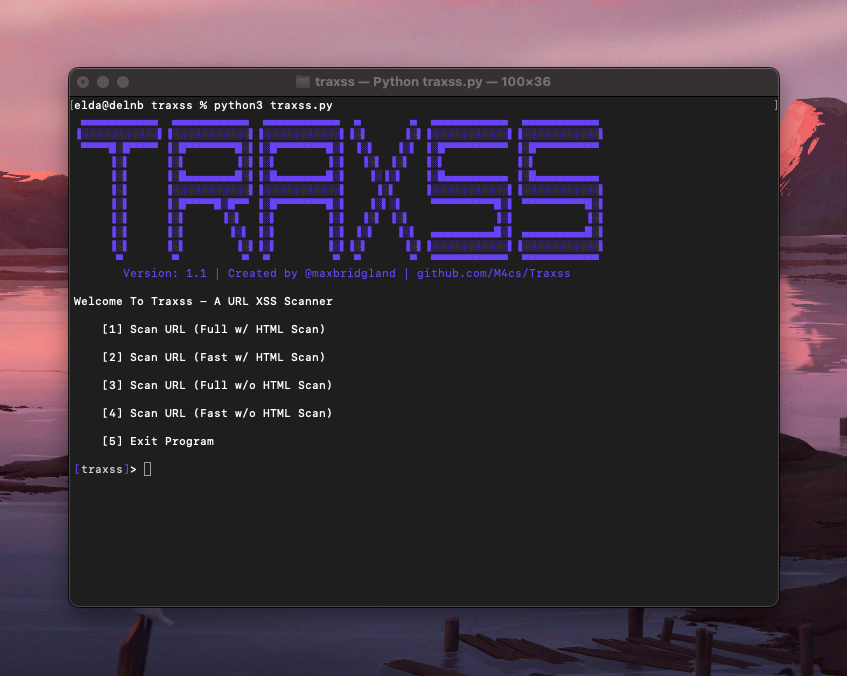 traxss — Python traxss.py — 100×36
[elda@delnb traxss % python3 traxss.py ]
TRAXSS
Version: 1.1 | Created by @maxbridgland | github.com/M4cs/Traxss
Welcome To Traxss – A URL XSS Scanner
[1] Scan URL (Full w/ HTML Scan)
[2] Scan URL (Fast w/ HTML Scan)
[3] Scan URL (Full w/o HTML Scan)
[4] Scan URL (Fast w/o HTML Scan)
[5] Exit Program
[traxss]>